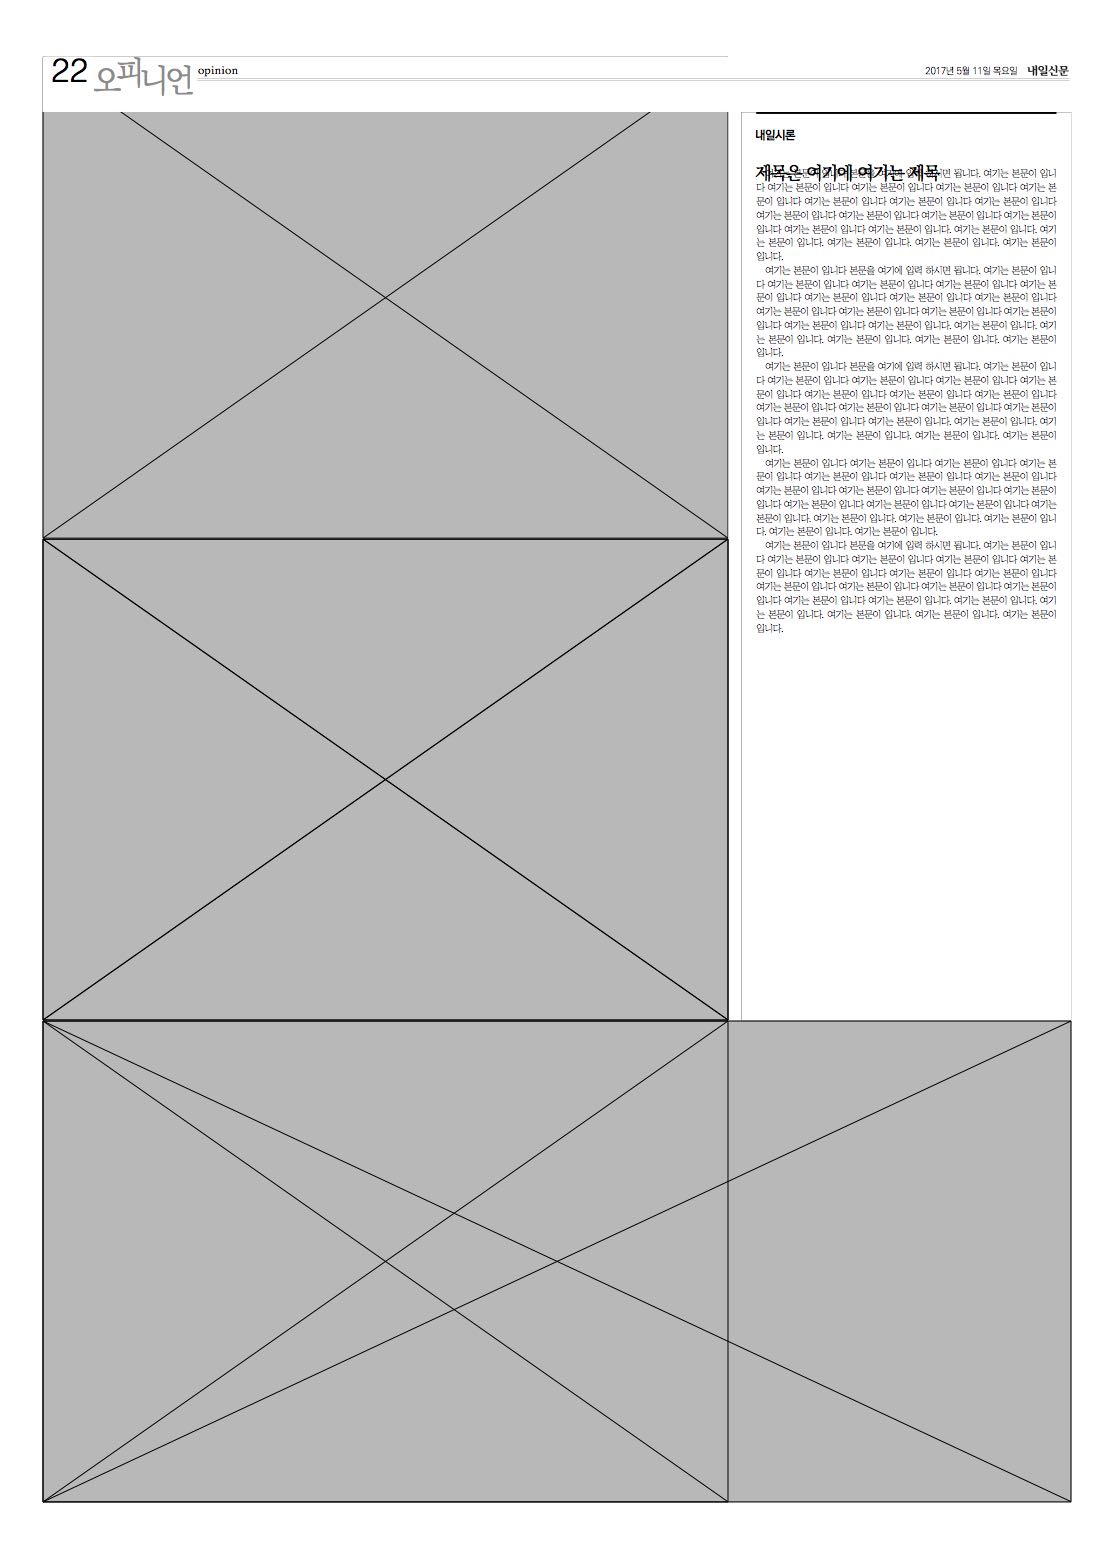 22 오피니언 opinion 2017년 5월 11일 목요일 내일신문
내일시론
제목은 여기에 여기는 제목
여기는 본문이 입니다 본문을 여기에 입력 하시면 됩니다. 여기는 본문이 입니
다 여기는 본문이 입니다 여기는 본문이 입니다 여기는 본문이 입니다 여기는 본
문이 입니다 여기는 본문이 입니다 여기는 본문이 입니다 여기는 본문이 입니다
여기는 본문이 입니다 여기는 본문이 입니다 여기는 본문이 입니다 여기는 본문이
입니다 여기는 본문이 입니다 여기는 본문이 입니다. 여기는 본문이 입니다. 여기
는 본문이 입니다. 여기는 본문이 입니다. 여기는 본문이 입니다. 여기는 본문이
입니다.
여기는 본문이 입니다 본문을 여기에 입력 하시면 됩니다. 여기는 본문이 입니
다 여기는 본문이 입니다 여기는 본문이 입니다 여기는 본문이 입니다 여기는 본
문이 입니다 여기는 본문이 입니다 여기는 본문이 입니다 여기는 본문이 입니다
여기는 본문이 입니다 여기는 본문이 입니다 여기는 본문이 입니다 여기는 본문이
입니다 여기는 본문이 입니다 여기는 본문이 입니다. 여기는 본문이 입니다. 여기
는 본문이 입니다. 여기는 본문이 입니다. 여기는 본문이 입니다. 여기는 본문이
입니다.
여기는 본문이 입니다 본문을 여기에 입력 하시면 됩니다. 여기는 본문이 입니
다 여기는 본문이 입니다 여기는 본문이 입니다 여기는 본문이 입니다 여기는 본
문이 입니다 여기는 본문이 입니다 여기는 본문이 입니다 여기는 본문이 입니다
여기는 본문이 입니다 여기는 본문이 입니다 여기는 본문이 입니다 여기는 본문이
입니다 여기는 본문이 입니다 여기는 본문이 입니다. 여기는 본문이 입니다. 여기
는 본문이 입니다. 여기는 본문이 입니다. 여기는 본문이 입니다. 여기는 본문이
입니다.
여기는 본문이 입니다 여기는 본문이 입니다 여기는 본문이 입니다 여기는 본
문이 입니다 여기는 본문이 입니다 여기는 본문이 입니다 여기는 본문이 입니다
여기는 본문이 입니다 여기는 본문이 입니다 여기는 본문이 입니다 여기는 본문이
입니다 여기는 본문이 입니다 여기는 본문이 입니다 여기는 본문이 입니다 여기는
본문이 입니다. 여기는 본문이 입니다. 여기는 본문이 입니다. 여기는 본문이 입니
다. 여기는 본문이 입니다. 여기는 본문이 입니다.
여기는 본문이 입니다 본문을 여기에 입력 하시면 됩니다. 여기는 본문이 입니
다 여기는 본문이 입니다 여기는 본문이 입니다 여기는 본문이 입니다 여기는 본
문이 입니다 여기는 본문이 입니다 여기는 본문이 입니다 여기는 본문이 입니다
여기는 본문이 입니다 여기는 본문이 입니다 여기는 본문이 입니다 여기는 본문이
입니다 여기는 본문이 입니다 여기는 본문이 입니다. 여기는 본문이 입니다. 여기
는 본문이 입니다. 여기는 본문이 입니다. 여기는 본문이 입니다. 여기는 본문이
입니다.